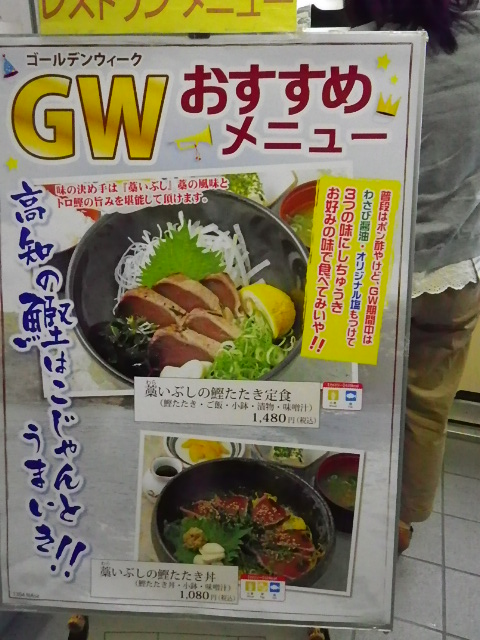 レストラン メニュー
ゴールデンウィーク
GW
おすすめ
メニュー
味の決め手は『藁いぶし』藁の風味と
トロ鰹の旨みを堪能して頂けます。
普段はポン酢やけど、GW期間中は
わさび醤油・オリジナル塩もつけて
3つの味にしちゅうき
お好みの味で食べてみいや!!
高知の鰹はこじゃんと
うまいき!!
わら
藁いぶしの鰹たたき定食
(鰹たたき・ご飯・小鉢・漬物・味噌汁)
1,480円(税込)
わら
藁いぶしの鰹たたき丼
(鰹たたき丼・小鉢・味噌汁)
1,080円(税込)